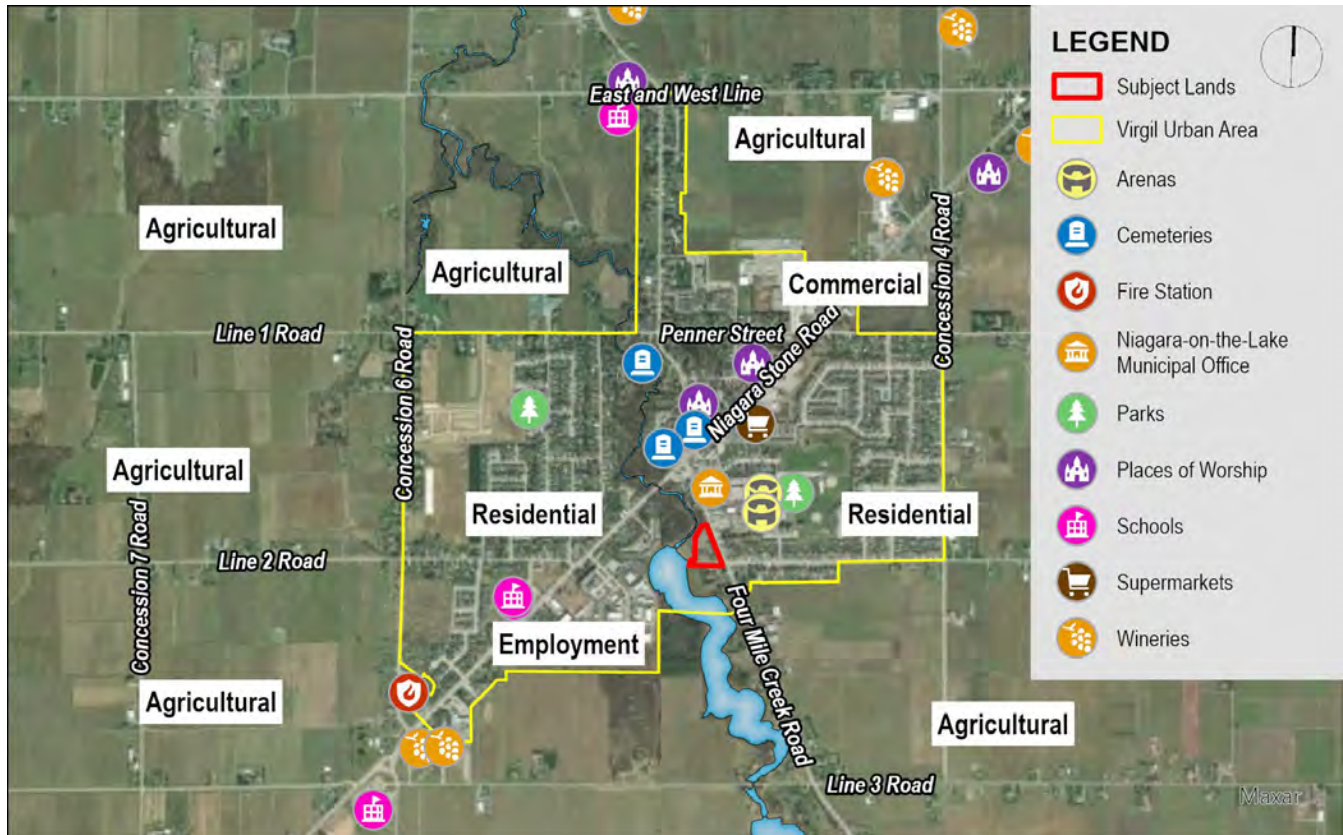 East and West Line
Agricultural
Agricultural
Agricultural
Commercial
Concession 4 Road
Line 1 Road
Penner Street
Concession 6 Road
Niagara Stone Road
Agricultural
Concession 7 Road
Residential
Residential
Line 2 Road
Employment
Four Mile Creek Road
Agricultural
Agricultural
Line 3 Road
Maxar
LEGEND
Subject Lands
Virgil Urban Area
Arenas
Cemeteries
Fire Station
Niagara-on-the-Lake
Municipal Office
Parks
Places of Worship
Schools
Supermarkets
Wineries